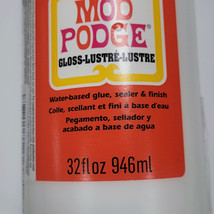 MOD
PODGE
GLOSS-LUSTRÉ-LUSTRE
Water-based glue, sealer & finish
Colle, scellant et fini à base d'eau
Pegamento, sellador y
acabado a base de agua
32fl oz 946ml